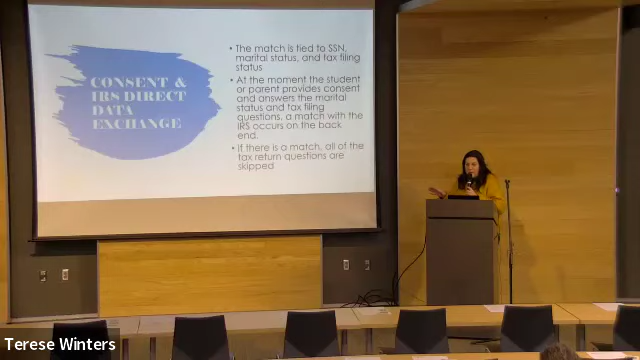 CONSENT &
IRS DIRECT
DATA
EXCHANGE
• The match is tied to SSN,
marital status, and tax filing
status
• At the moment the student
or parent provides consent
and answers the marital
status and tax filing
questions, a match with the
IRS occurs on the back
end.
• If there is a match, all of the
tax return questions are
skipped
Terese Winters